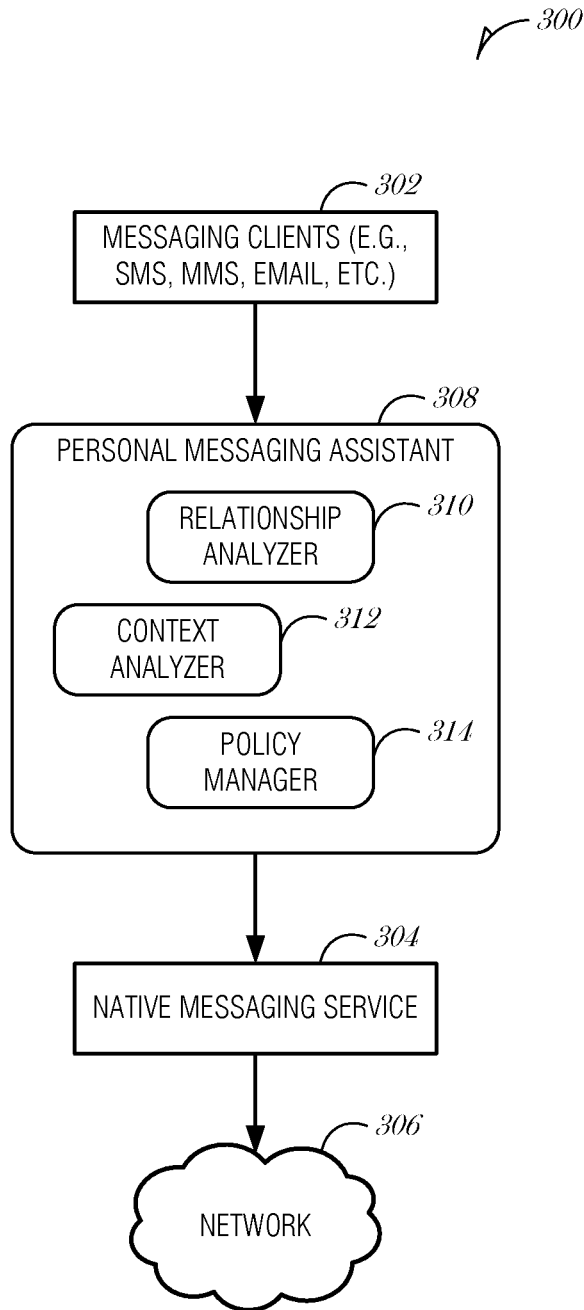 300
302
MESSAGING CLIENTS (E.G.,
SMS, MMS, EMAIL, ETC.)
308
PERSONAL MESSAGING ASSISTANT
RELATIONSHIP
ANALYZER
310
CONTEXT
ANALYZER
312
POLICY
MANAGER
314
304
NATIVE MESSAGING SERVICE
306
NETWORK